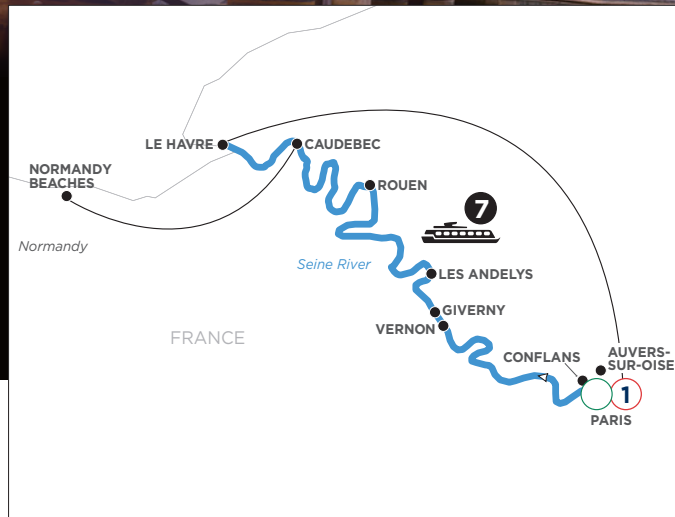 LE HAVRE
CAUDEBEC
NORMANDY
BEACHES
ROUEN
7
Normandy
Seine River
LES ANDELYS
GIVERNY
VERNON
FRANCE
CONFLANS
AUVERS-
SUR-OISE
1
PARIS